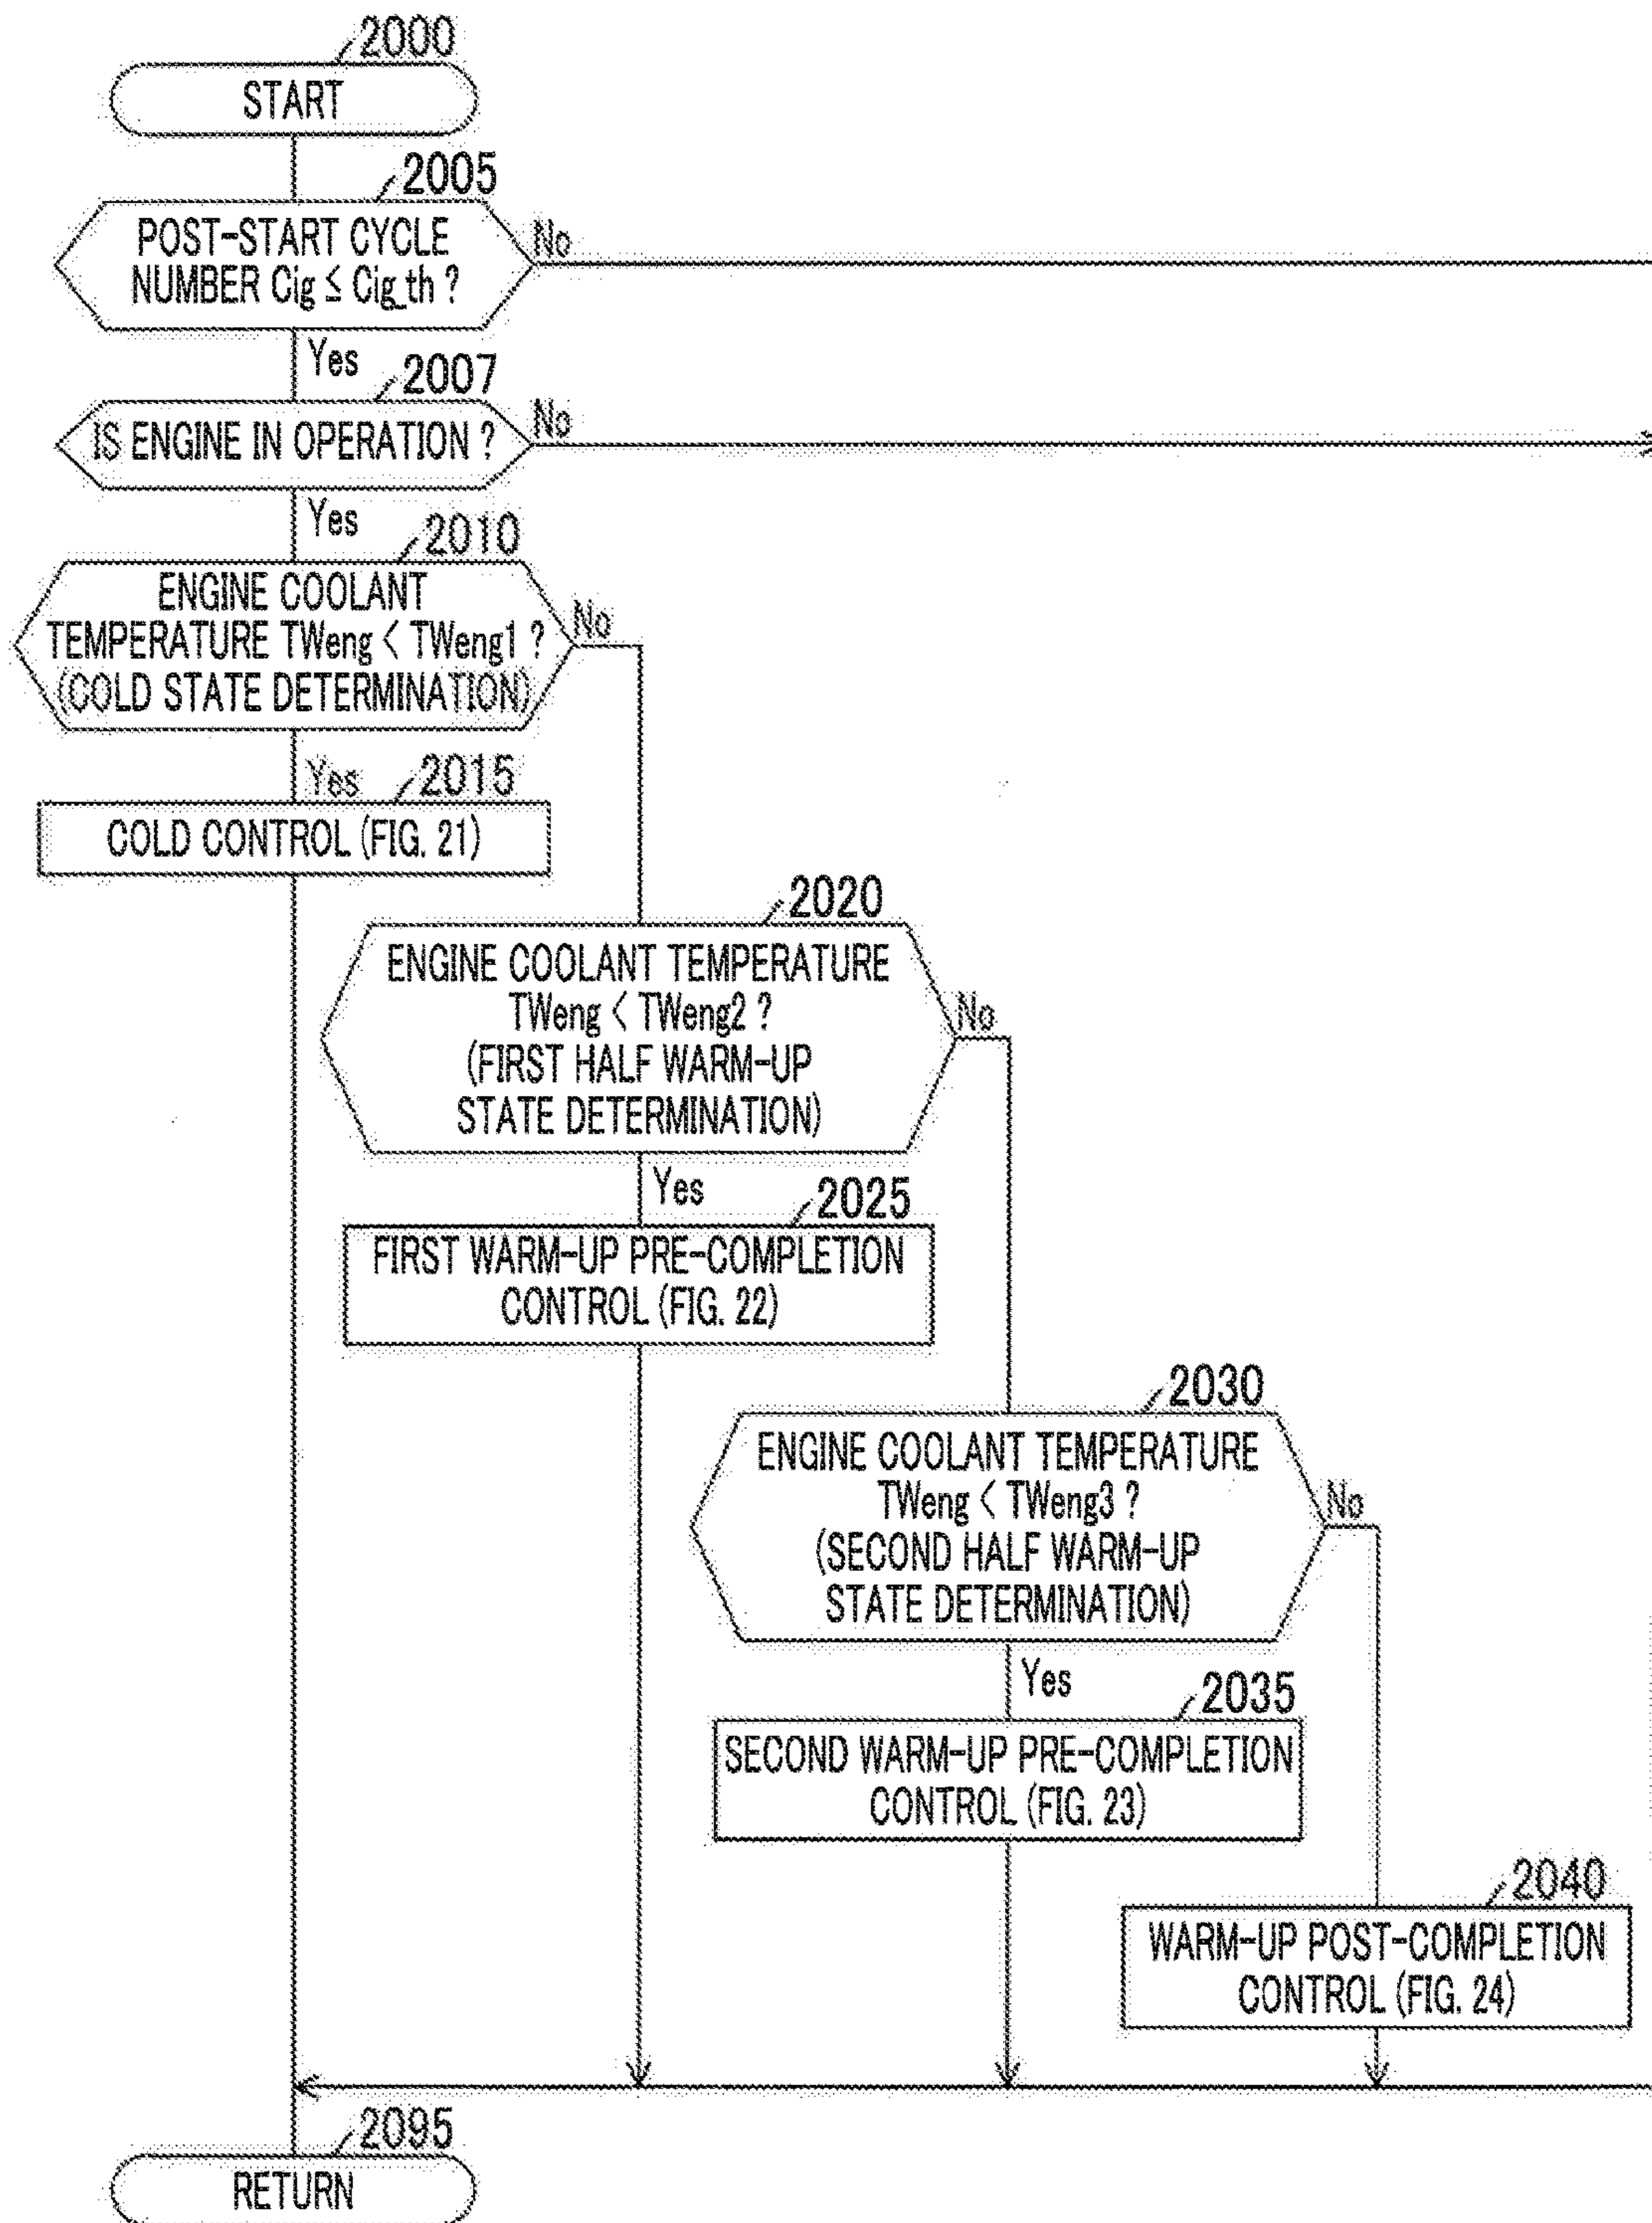 2000
START
2005
POST-START CYCLE
NUMBER Cig ≤ Cig_th ?
No
Yes
2007
IS ENGINE IN OPERATION ?
No
Yes
2010
ENGINE COOLANT
TEMPERATURE TWeng < TWeng1 ?
(COLD STATE DETERMINATION)
No
Yes
2015
COLD CONTROL (FIG. 21)
2020
ENGINE COOLANT TEMPERATURE
TWeng < TWeng2 ?
(FIRST HALF WARM-UP
STATE DETERMINATION)
No
Yes
2025
FIRST WARM-UP PRE-COMPLETION
CONTROL (FIG. 22)
2030
ENGINE COOLANT TEMPERATURE
TWeng < TWeng3 ?
(SECOND HALF WARM-UP
STATE DETERMINATION)
No
Yes
2035
SECOND WARM-UP PRE-COMPLETION
CONTROL (FIG. 23)
2040
WARM-UP POST-COMPLETION
CONTROL (FIG. 24)
2095
RETURN